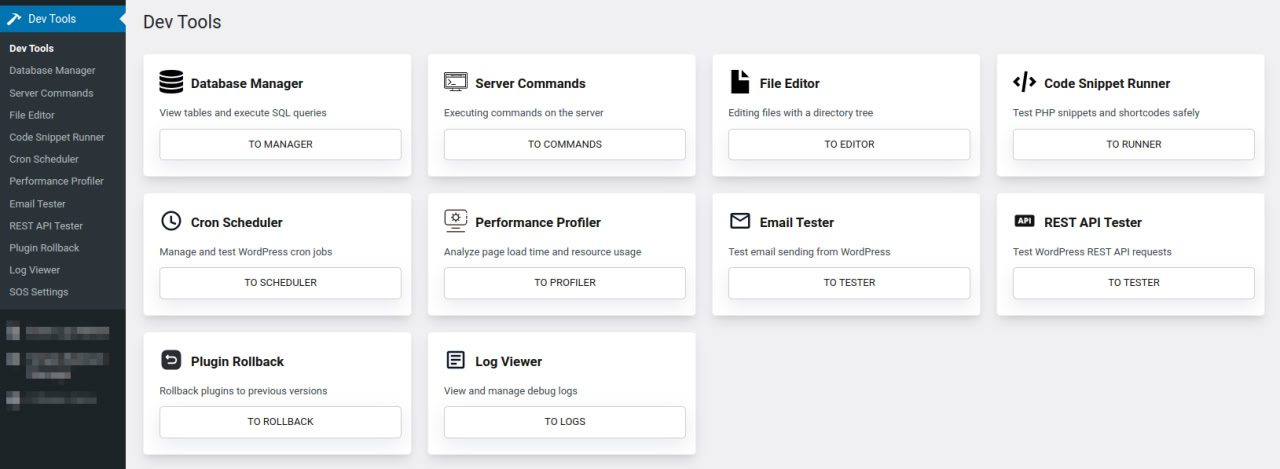 Dev Tools
Dev Tools
Database Manager
Server Commands
File Editor
Code Snippet Runner
Cron Scheduler
Performance Profiler
Email Tester
REST API Tester
Plugin Rollback
Log Viewer
SOS Settings
Dev Tools
Database Manager
View tables and execute SQL queries
TO MANAGER
Server Commands
Executing commands on the server
TO COMMANDS
File Editor
Editing files with a directory tree
TO EDITOR
Code Snippet Runner
Test PHP snippets and shortcodes safely
TO RUNNER
Cron Scheduler
Manage and test WordPress cron jobs
TO SCHEDULER
Performance Profiler
Analyze page load time and resource usage
TO PROFILER
Email Tester
Test email sending from WordPress
TO TESTER
API
REST API Tester
Test WordPress REST API requests
TO TESTER
Plugin Rollback
Rollback plugins to previous versions
TO ROLLBACK
Log Viewer
View and manage debug logs
TO LOGS